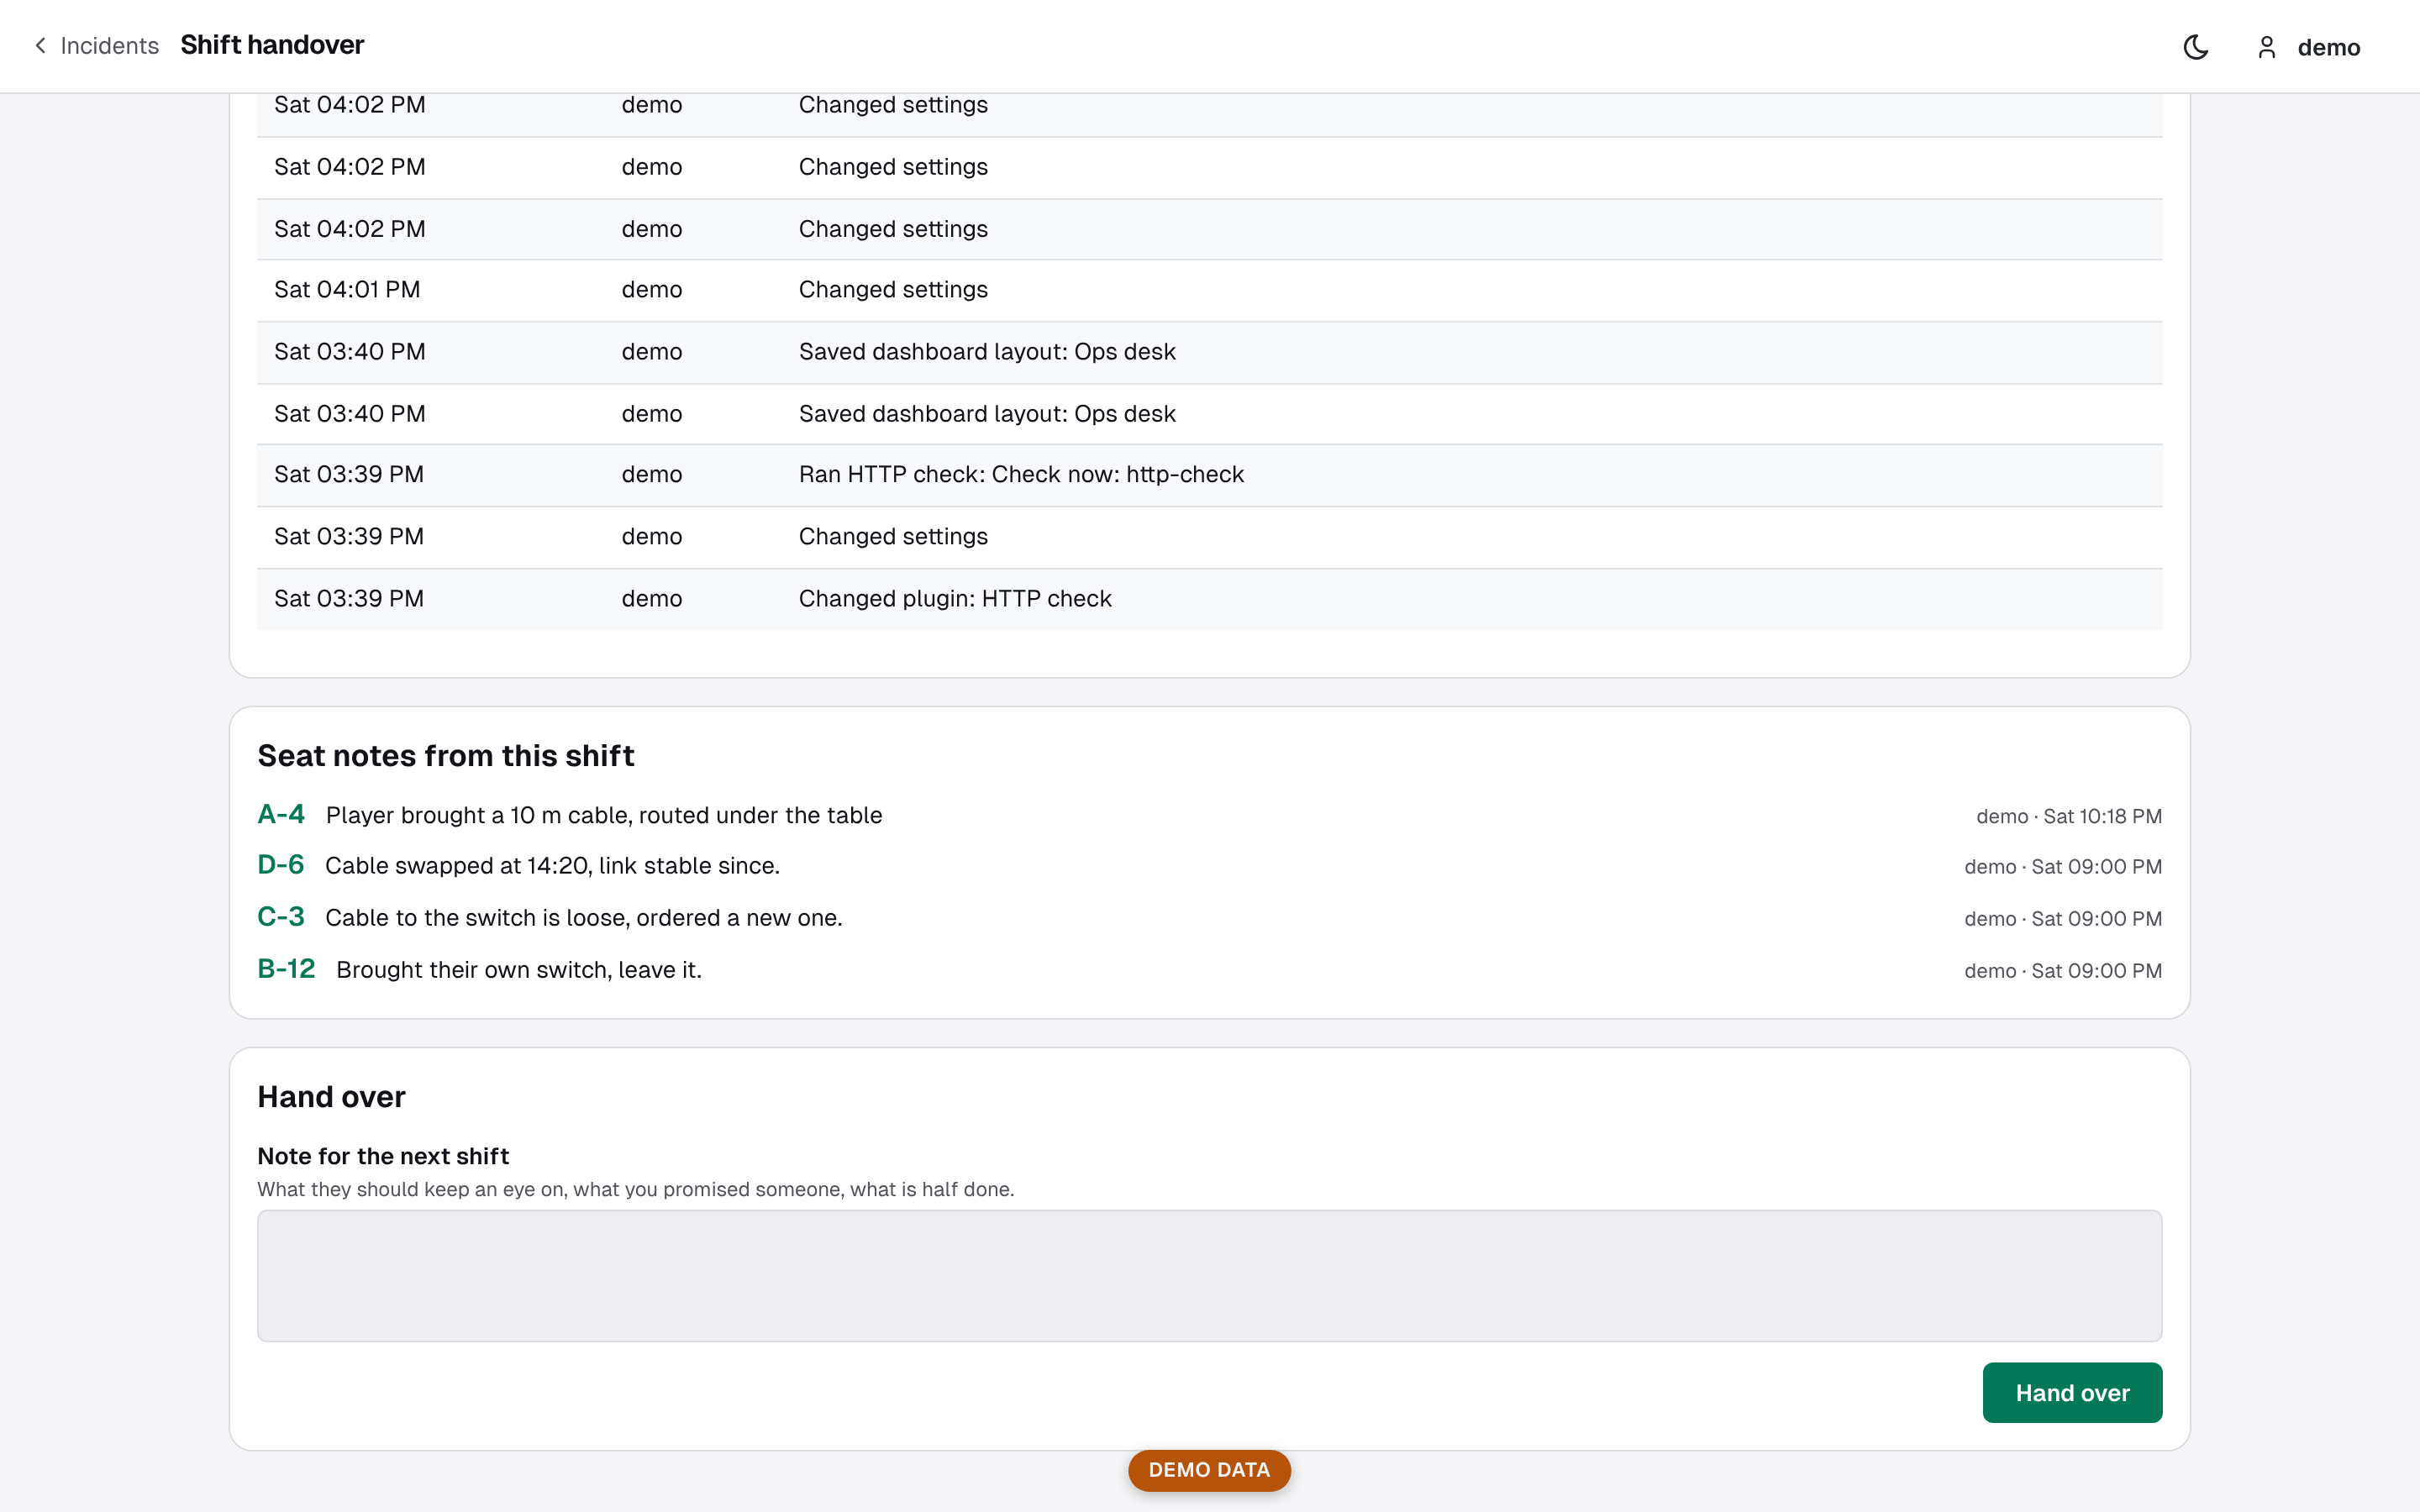 Incidents Shift handover demo
Sat 04:02 PM demo Changed settings
Sat 04:02 PM demo Changed settings
Sat 04:02 PM demo Changed settings
Sat 04:01 PM demo Changed settings
Sat 03:40 PM demo Saved dashboard layout: Ops desk
Sat 03:40 PM demo Saved dashboard layout: Ops desk
Sat 03:39 PM demo Ran HTTP check: Check now: http-check
Sat 03:39 PM demo Changed settings
Sat 03:39 PM demo Changed plugin: HTTP check
Seat notes from this shift
A-4 Player brought a 10 m cable, routed under the table demo · Sat 10:18 PM
D-6 Cable swapped at 14:20, link stable since. demo · Sat 09:00 PM
C-3 Cable to the switch is loose, ordered a new one. demo · Sat 09:00 PM
B-12 Brought their own switch, leave it. demo · Sat 09:00 PM
Hand over
Note for the next shift
What they should keep an eye on, what you promised someone, what is half done.
Hand over
DEMO DATA